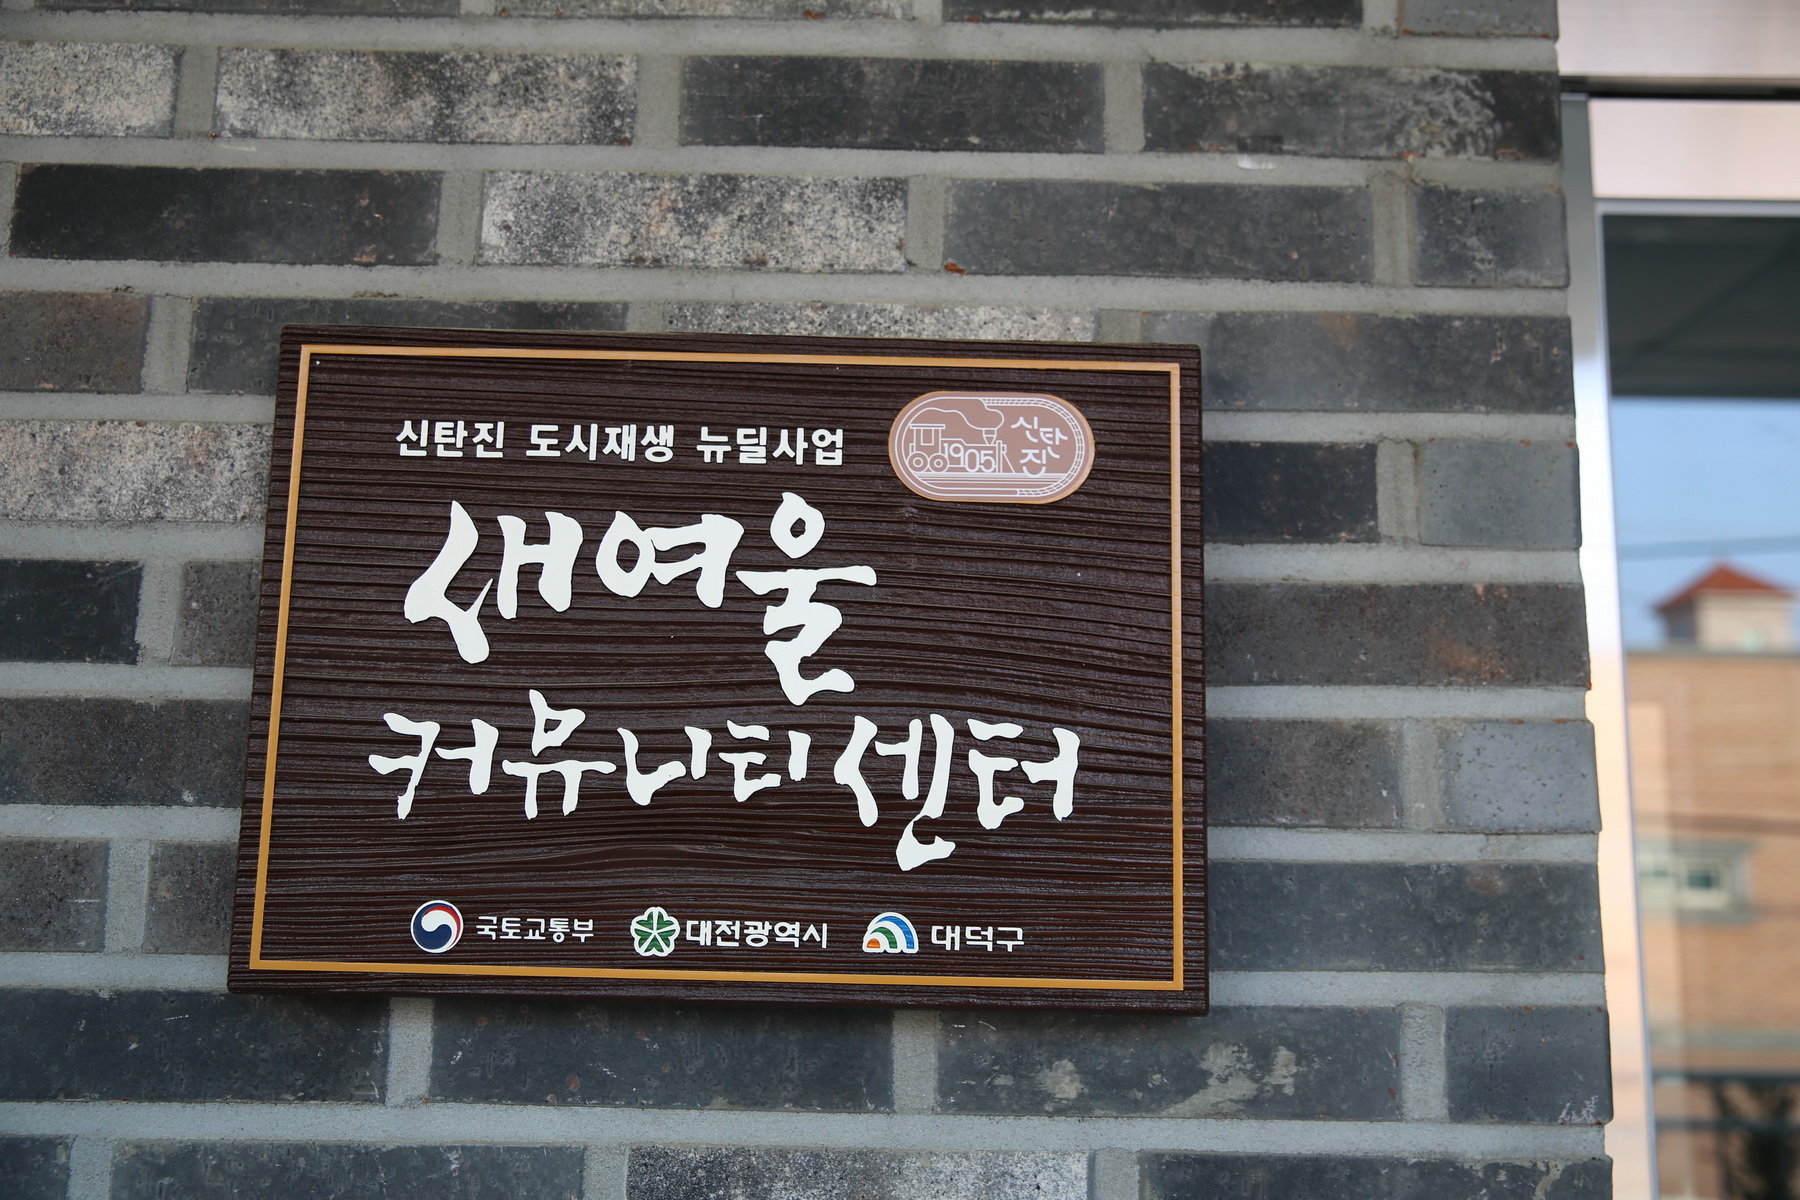 신탄진 도시재생 뉴딜사업
1905 신탄진
새여울
커뮤니티센터
국토교통부 대전광역시 대덕구